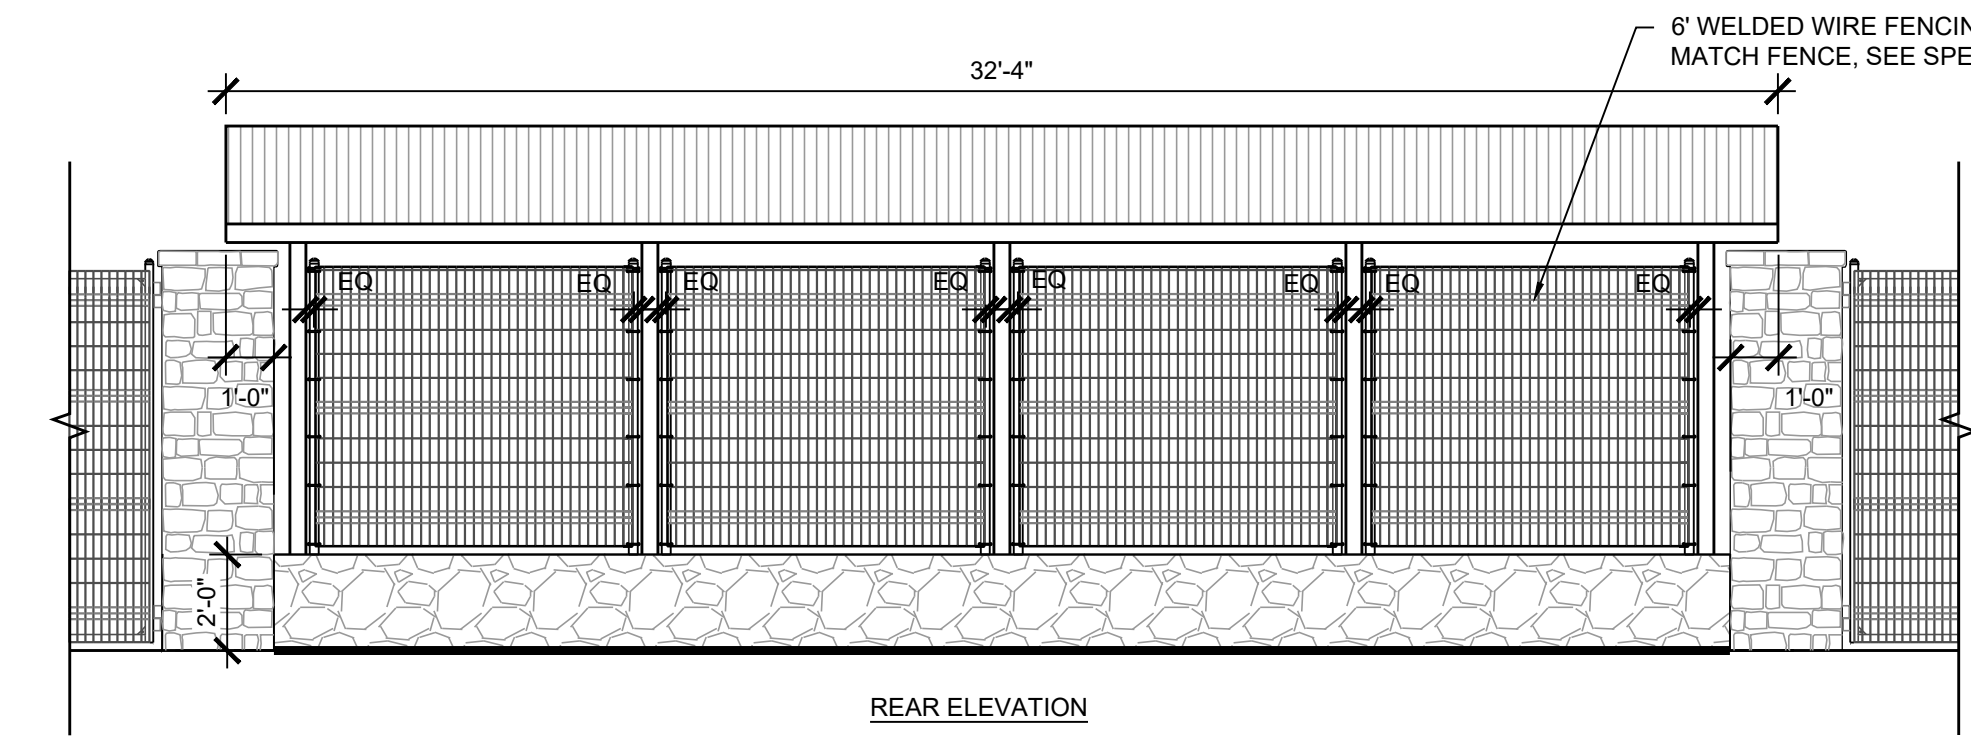 6' WELDED WIRE FENCIN
MATCH FENCE, SEE SPE
32'-4"
EQ EQ EQ EQ EQ EQ EQ EQ
1'-0" 1'-0"
2'-0"
REAR ELEVATION